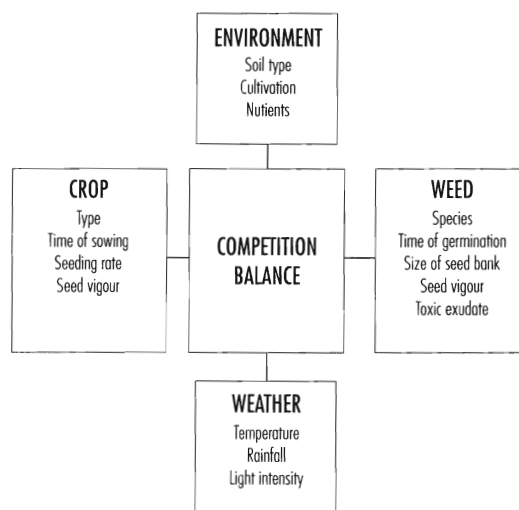 ENVIRONMENT
Soil type
Cultivation
Nutients
CROP
Type
Time of sowing
Seeding rate
Seed vigour
COMPETITION
BALANCE
WEED
Species
Time of germination
Size of seed bank
Seed vigour
Toxic exudate
WEATHER
Temperature
Rainfall
Light intensity